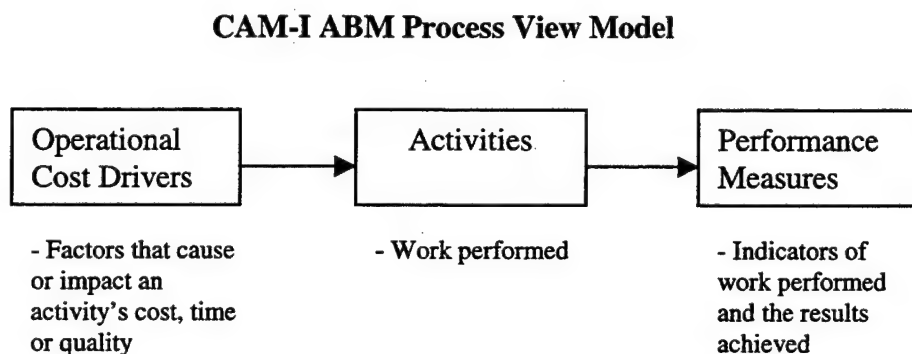 CAM-I ABM Process View Model
Operational
Cost Drivers
Activities
Performance
Measures
- Factors that cause
or impact an
activity's cost, time
or quality
- Work performed
- Indicators of
work performed
and the results
achieved